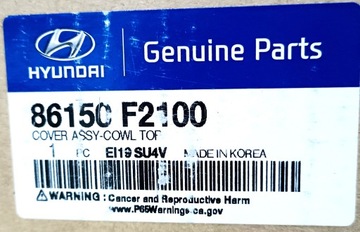 HYUNDAI
Genuine Parts
86150 F2100
COVER ASSY-COWL TOP
1 PC EI19 SU4V MADE IN KOREA
WARNING: Cancer and Reproductive Harm
www.P65Warnings.ca.gov